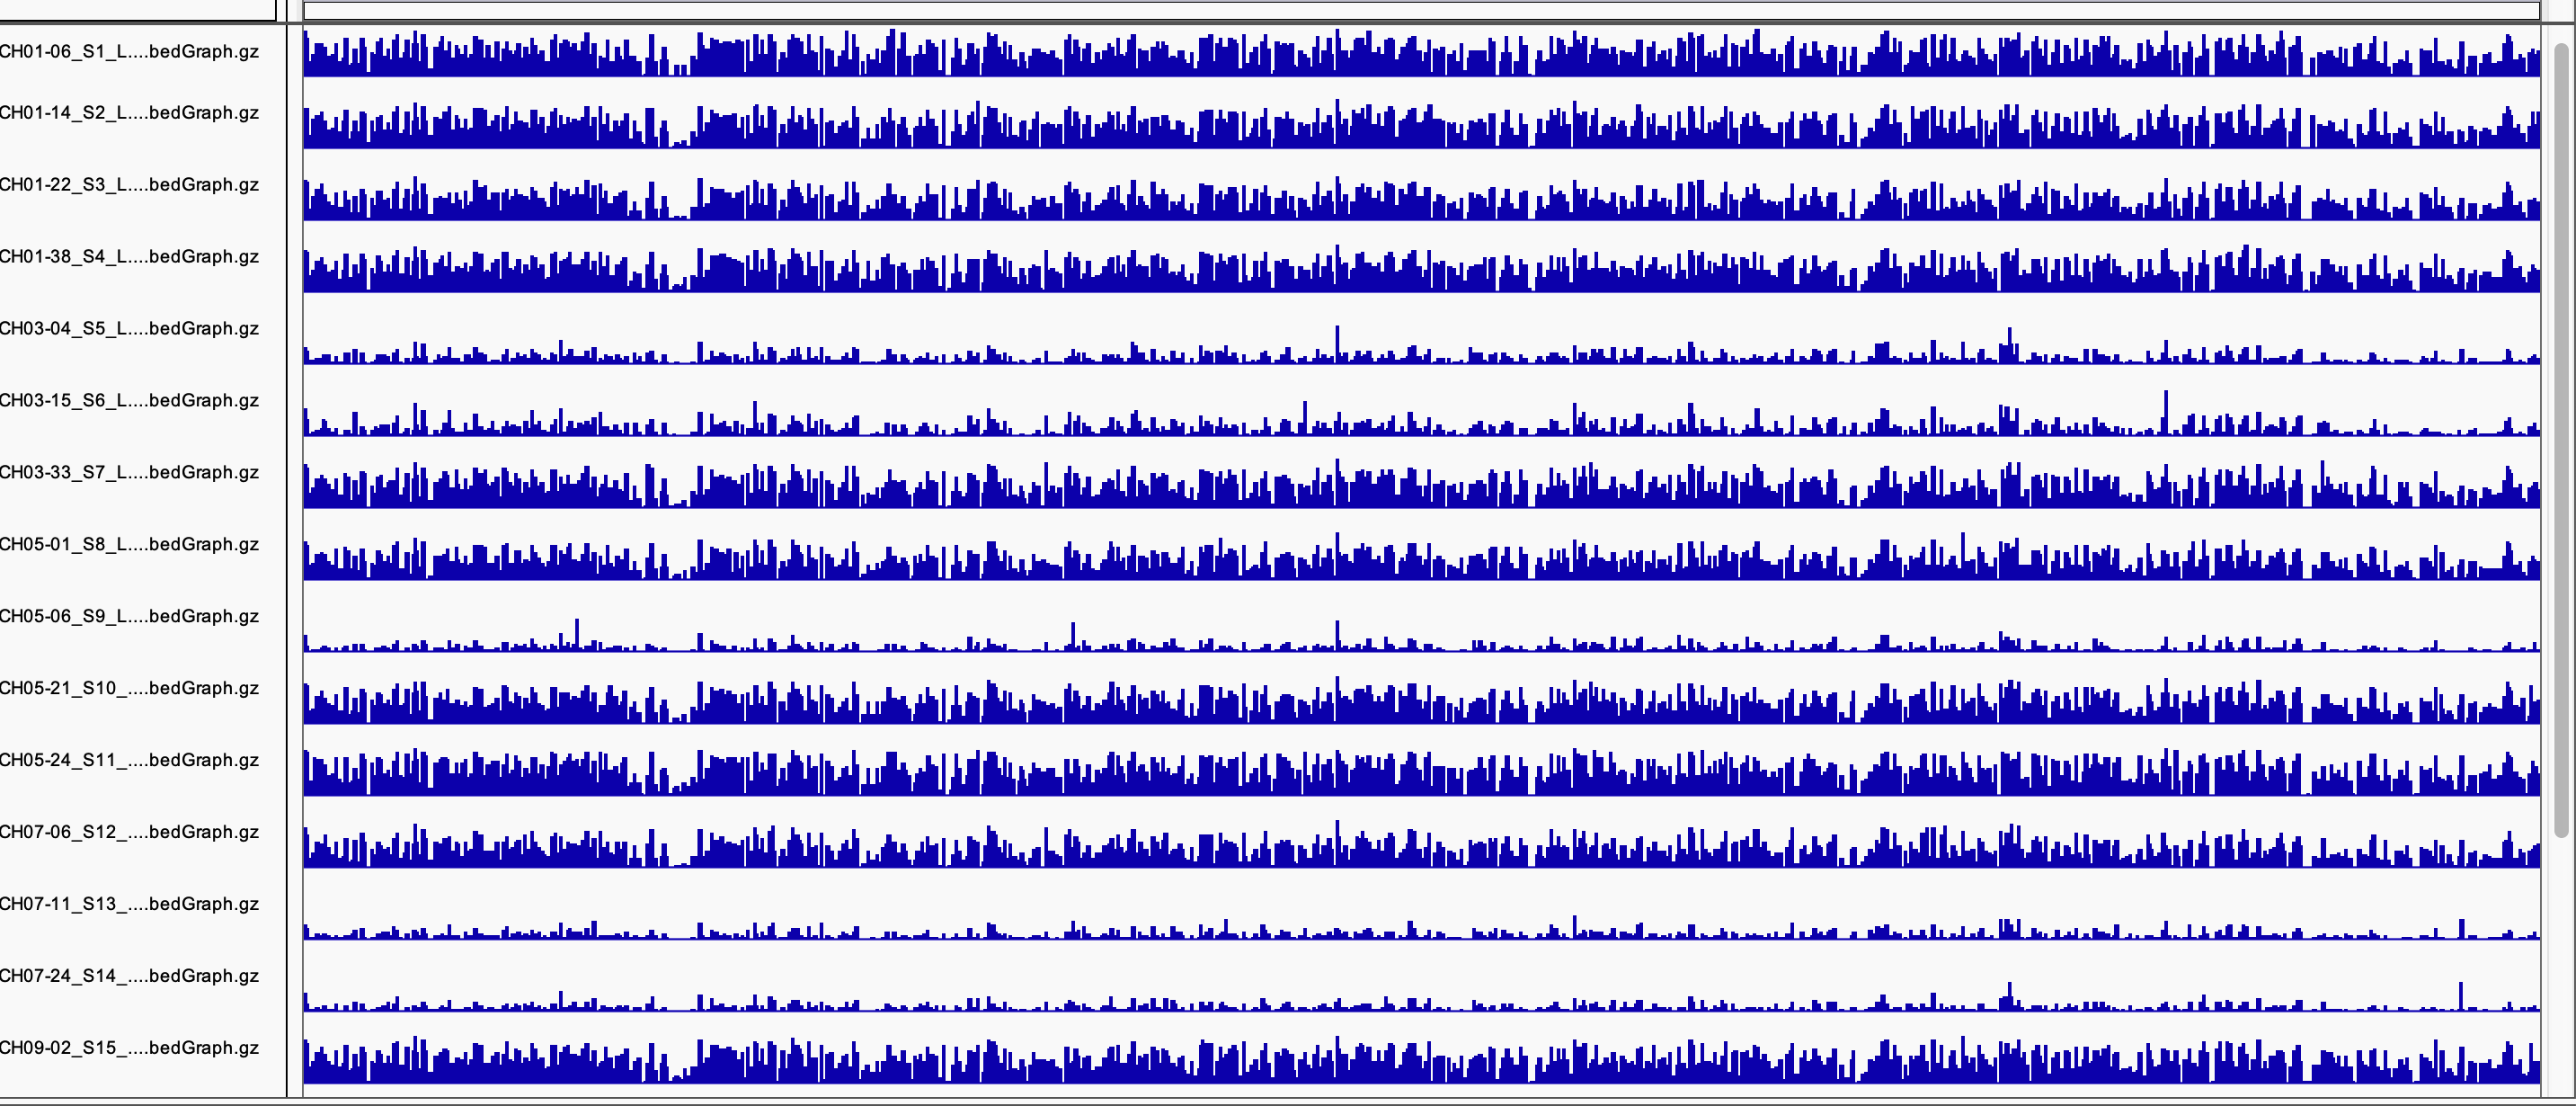 CH01-06_S1_L....bedGraph.gz
CH01-14_S2_L....bedGraph.gz
CH01-22_S3_L....bedGraph.gz
CH01-38_S4_L....bedGraph.gz
CH03-04_S5_L....bedGraph.gz
CH03-15_S6_L....bedGraph.gz
CH03-33_S7_L....bedGraph.gz
CH05-01_S8_L....bedGraph.gz
CH05-06_S9_L....bedGraph.gz
CH05-21_S10_....bedGraph.gz
CH05-24_S11_....bedGraph.gz
CH07-06_S12_....bedGraph.gz
CH07-11_S13_....bedGraph.gz
CH07-24_S14_....bedGraph.gz
CH09-02_S15_....bedGraph.gz